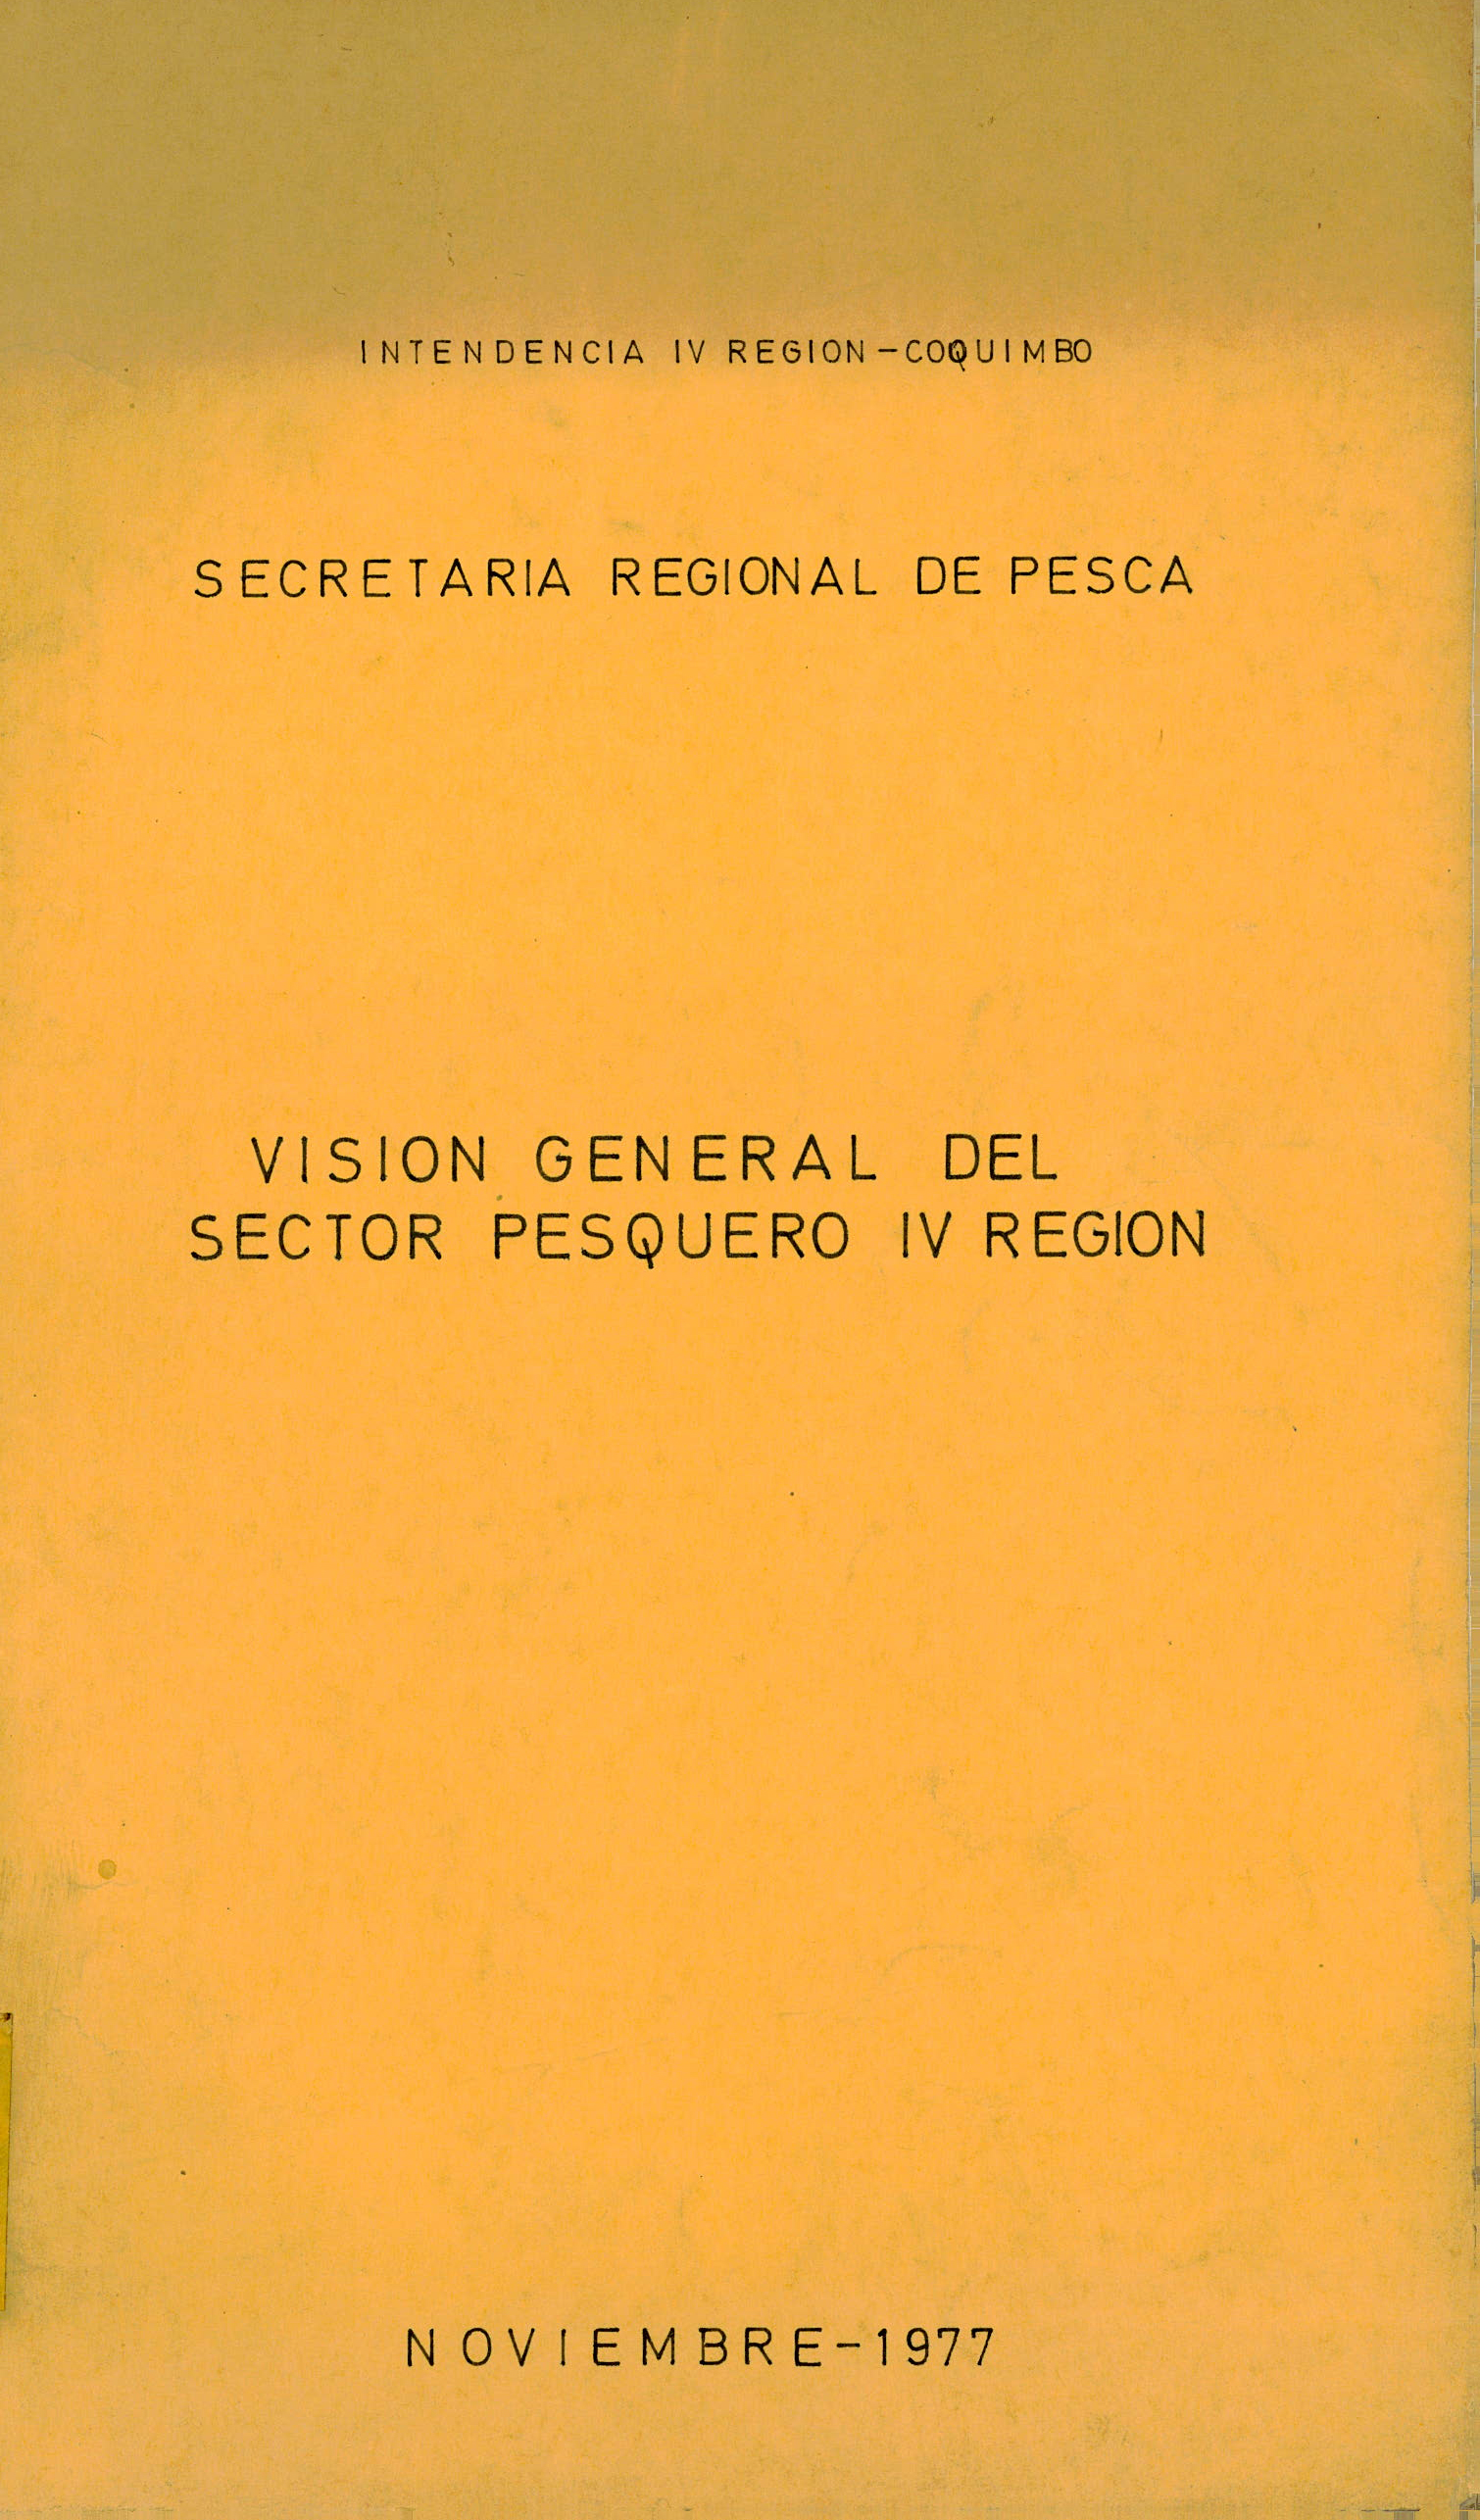 INTENDENCIA IV REGION - COQUIMBO
SECRETARIA REGIONAL DE PESCA
VISION GENERAL DEL
SECTOR PESQUERO IV REGION
NOVIEMBRE - 1977